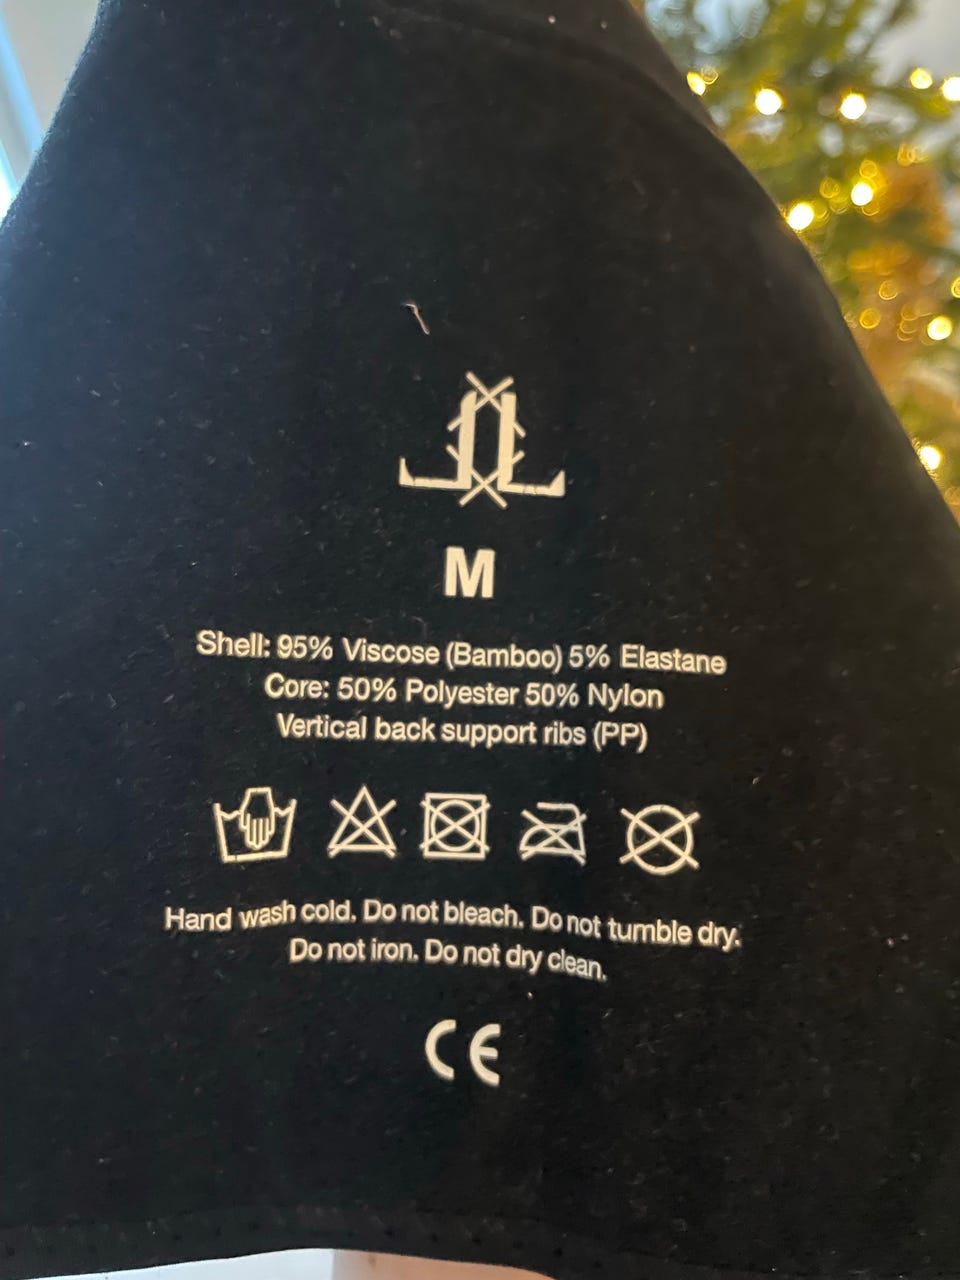 M
Shell: 95% Viscose (Bamboo) 5% Elastane
Core: 50% Polyester 50% Nylon
Vertical back support ribs (PP)
Hand wash cold. Do not bleach. Do not tumble dry.
Do not iron. Do not dry clean.
CE